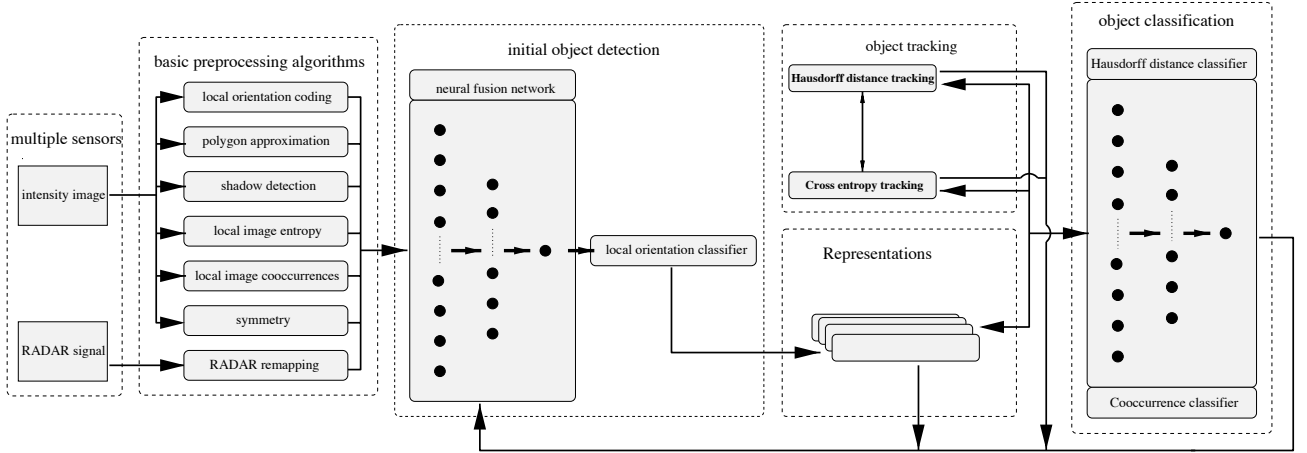 multiple sensors
intensity image
RADAR signal
basic preprocessing algorithms
local orientation coding
polygon approximation
shadow detection
local image entropy
local image cooccurrences
symmetry
RADAR remapping
initial object detection
neural fusion network
local orientation classifier
object tracking
Hausdorff distance tracking
Cross entropy tracking
Representations
object classification
Hausdorff distance classifier
Cooccurrence classifier